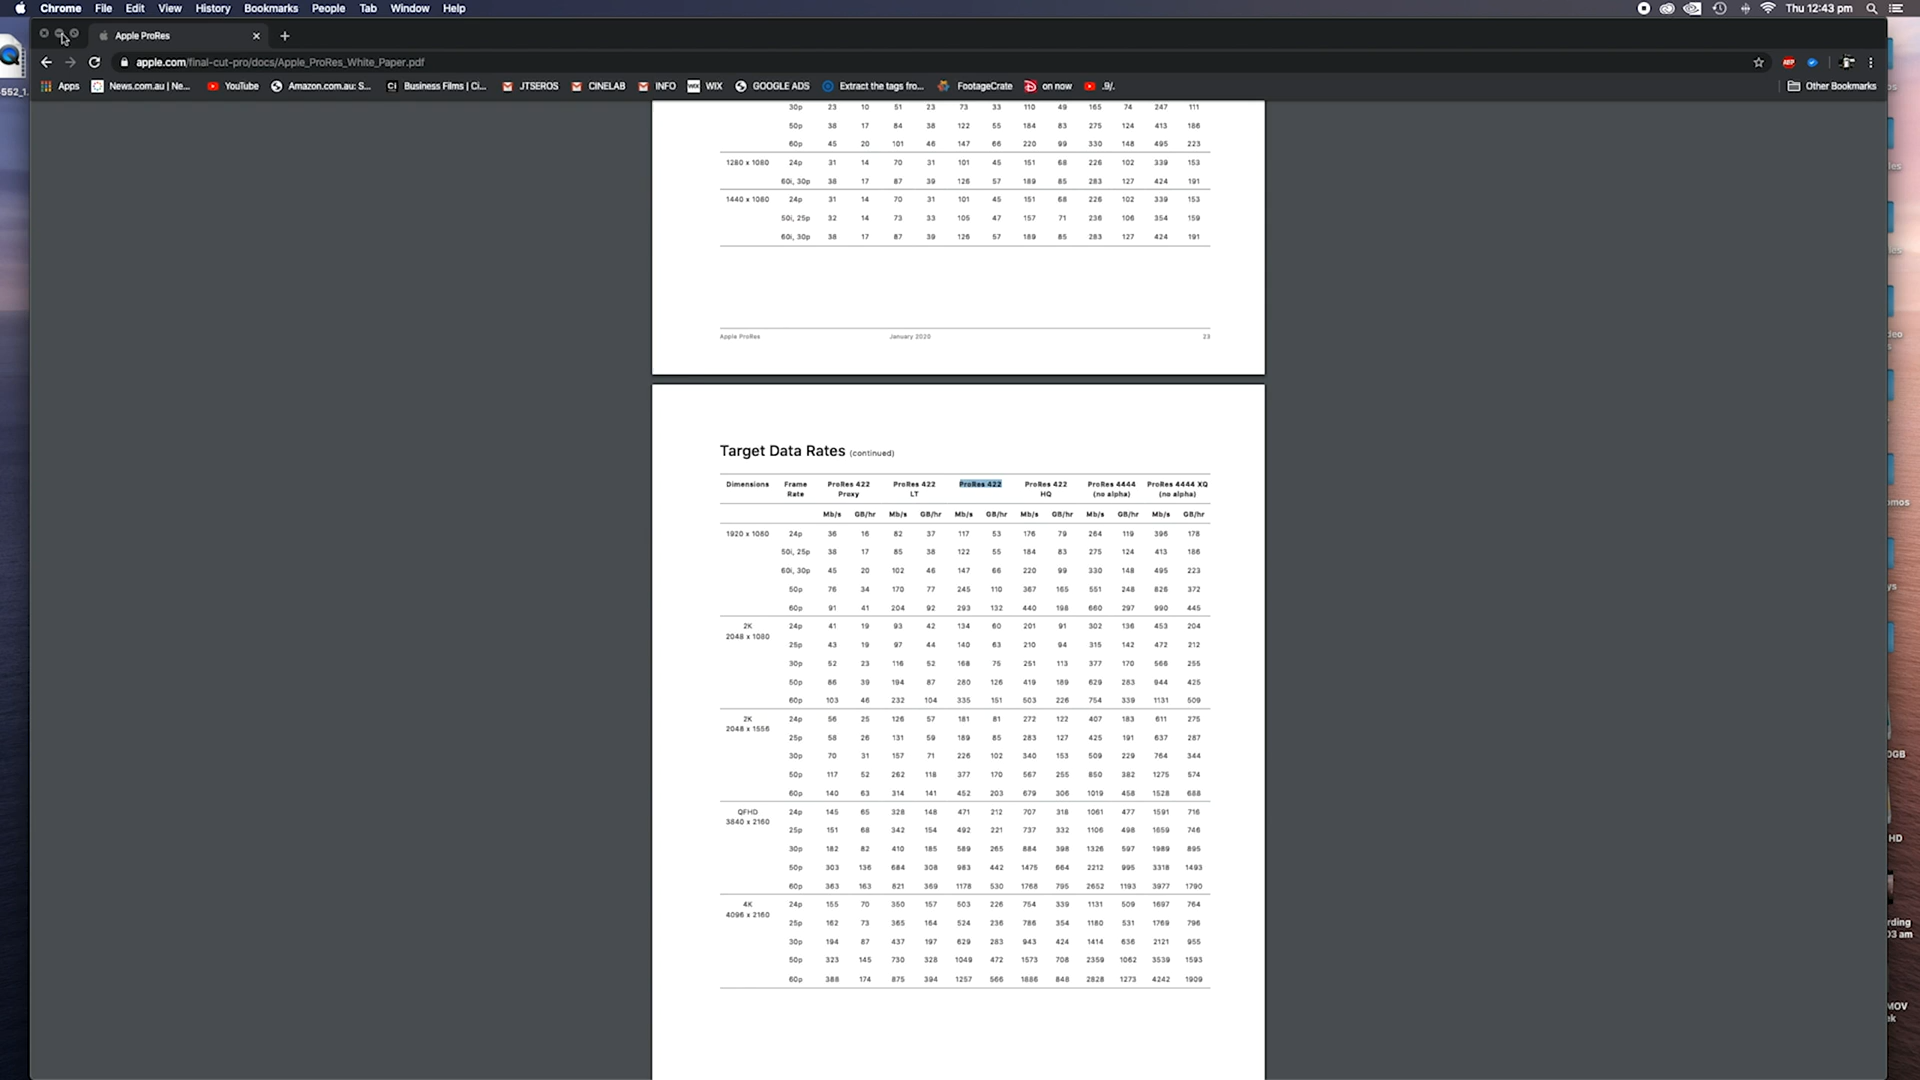 Chrome File Edit View History Bookmarks People Tab Window Help Thu 12:43 pm
Apple ProRes
apple.com/final-cut-pro/docs/Apple_ProRes_White_Paper.pdf
552_1.
Apps News.com.au | Ne... YouTube Amazon.com.au: S... Business Films | Ci... JTSEROS CINELAB INFO WIX GOOGLE ADS Extract the tags fro... FootageCrate on now .9/. Other Bookmarks
30p 23 10 51 23 73 33 110 49 165 74 247 111
50p 38 17 84 38 122 55 184 83 275 124 413 186
60p 45 20 101 46 147 66 220 99 330 148 495 223
1280 x 1080 24p 31 14 70 31 101 45 151 68 226 102 339 153
60i, 30p 38 17 87 39 126 57 189 85 283 127 424 191
1440 x 1080 24p 31 14 70 31 101 45 151 68 226 102 339 153
50i, 25p 32 14 73 33 105 47 157 71 236 106 354 159
60i, 30p 38 17 87 39 126 57 189 85 283 127 424 191
Apple ProRes January 2020 23
Target Data Rates (continued)
Dimensions Frame Rate ProRes 422 Proxy ProRes 422 LT ProRes 422 ProRes 422 HQ ProRes 4444 (no alpha) ProRes 4444 XQ (no alpha)
Mb/s GB/hr Mb/s GB/hr Mb/s GB/hr Mb/s GB/hr Mb/s GB/hr Mb/s GB/hr
1920 x 1080 24p 36 16 82 37 117 53 176 79 264 119 396 178
50i, 25p 38 17 85 38 122 55 184 83 275 124 413 186
60i, 30p 45 20 102 46 147 66 220 99 330 148 495 223
50p 76 34 170 77 245 110 367 165 551 248 826 372
60p 91 41 204 92 293 132 440 198 660 297 990 445
2K 24p 41 19 93 42 134 60 201 91 302 136 453 204
2048 x 1080
25p 43 19 97 44 140 63 210 94 315 142 472 212
30p 52 23 116 52 168 75 251 113 377 170 566 255
50p 86 39 194 87 280 126 419 189 629 283 944 425
60p 103 46 232 104 335 151 503 226 754 339 1131 509
2K 24p 56 25 126 57 181 81 272 122 407 183 611 275
2048 x 1556
25p 58 26 131 59 189 85 283 127 425 191 637 287
30p 70 31 157 71 226 102 340 153 509 229 764 344
50p 117 52 262 118 377 170 567 255 850 382 1275 574
60p 140 63 314 141 452 203 679 306 1019 458 1528 688
QFHD 24p 145 65 328 148 471 212 707 318 1061 477 1591 716
3840 x 2160
25p 151 68 342 154 492 221 737 332 1106 498 1659 746
30p 182 82 410 185 589 265 884 398 1326 597 1989 895
50p 303 136 684 308 983 442 1475 664 2212 995 3318 1493
60p 363 163 821 369 1178 530 1768 795 2652 1193 3977 1790
4K 24p 155 70 350 157 503 226 754 339 1131 509 1697 764
4096 x 2160
25p 162 73 365 164 524 236 786 354 1180 531 1769 796
30p 194 87 437 197 629 283 943 424 1414 636 2121 955
50p 323 145 730 328 1049 472 1573 708 2359 1062 3539 1593
60p 388 174 875 394 1257 566 1886 848 2828 1273 4242 1909